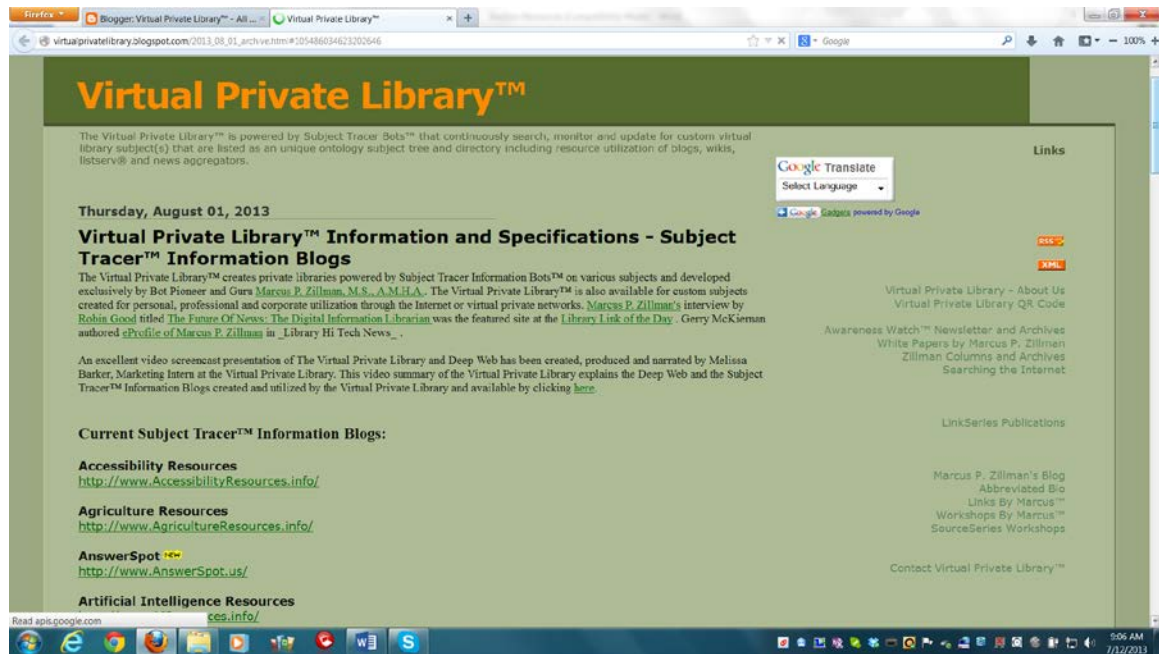 Firefox
Blogger: Virtual Private Library™ - All ...
Virtual Private Library™
virtualprivatelibrary.blogspot.com/2013_08_01_archive.html#105486034623202646
Google
100%
Virtual Private Library™
The Virtual Private Library™ is powered by Subject Tracer Bots™ that continuously search, monitor and update for custom virtual
library subject(s) that are listed as an unique ontology subject tree and directory including resource utilization of blogs, wikis,
listserv® and news aggregators.
Links
Google Translate
Select Language
Google Gadgets powered by Google
Thursday, August 01, 2013
Virtual Private Library™ Information and Specifications - Subject
Tracer™ Information Blogs
The Virtual Private Library™ creates private libraries powered by Subject Tracer Information Bots™ on various subjects and developed
exclusively by Bot Pioneer and Guru Marcus P. Zillman, M.S., A.M.H.A.. The Virtual Private Library™ is also available for custom subjects
created for personal, professional and corporate utilization through the Internet or virtual private networks. Marcus P. Zillman's interview by
Robin Good titled The Future Of News: The Digital Information Librarian was the featured site at the Library Link of the Day . Gerry McKiernan
authored eProfile of Marcus P. Zillman in _Library Hi Tech News_ .
An excellent video screencast presentation of The Virtual Private Library and Deep Web has been created, produced and narrated by Melissa
Barker, Marketing Intern at the Virtual Private Library. This video summary of the Virtual Private Library explains the Deep Web and the Subject
Tracer™ Information Blogs created and utilized by the Virtual Private Library and available by clicking here.
Current Subject Tracer™ Information Blogs:
Accessibility Resources
http://www.AccessibilityResources.info/
Agriculture Resources
http://www.AgricultureResources.info/
AnswerSpot NEW
http://www.AnswerSpot.us/
Artificial Intelligence Resources
ces.info/
RSS
XML
Virtual Private Library - About Us
Virtual Private Library QR Code
Awareness Watch™ Newsletter and Archives
White Papers by Marcus P. Zillman
Zillman Columns and Archives
Searching the Internet
LinkSeries Publications
Marcus P. Zillman's Blog
Abbreviated Bio
Links By Marcus™
Workshops By Marcus™
SourceSeries Workshops
Contact Virtual Private Library™
Read apis.google.com
9:06 AM
7/12/2013